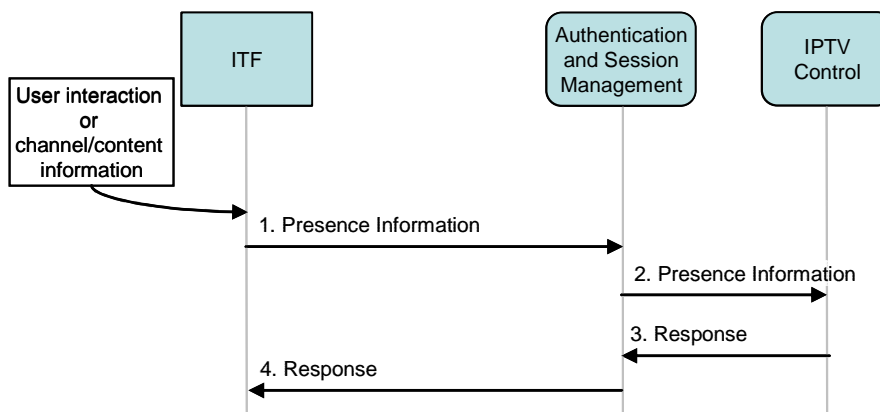 ITF
Authentication
and Session
Management
IPTV
Control
User interaction
or
channel/content
information
1. Presence Information
2. Presence Information
3. Response
4. Response